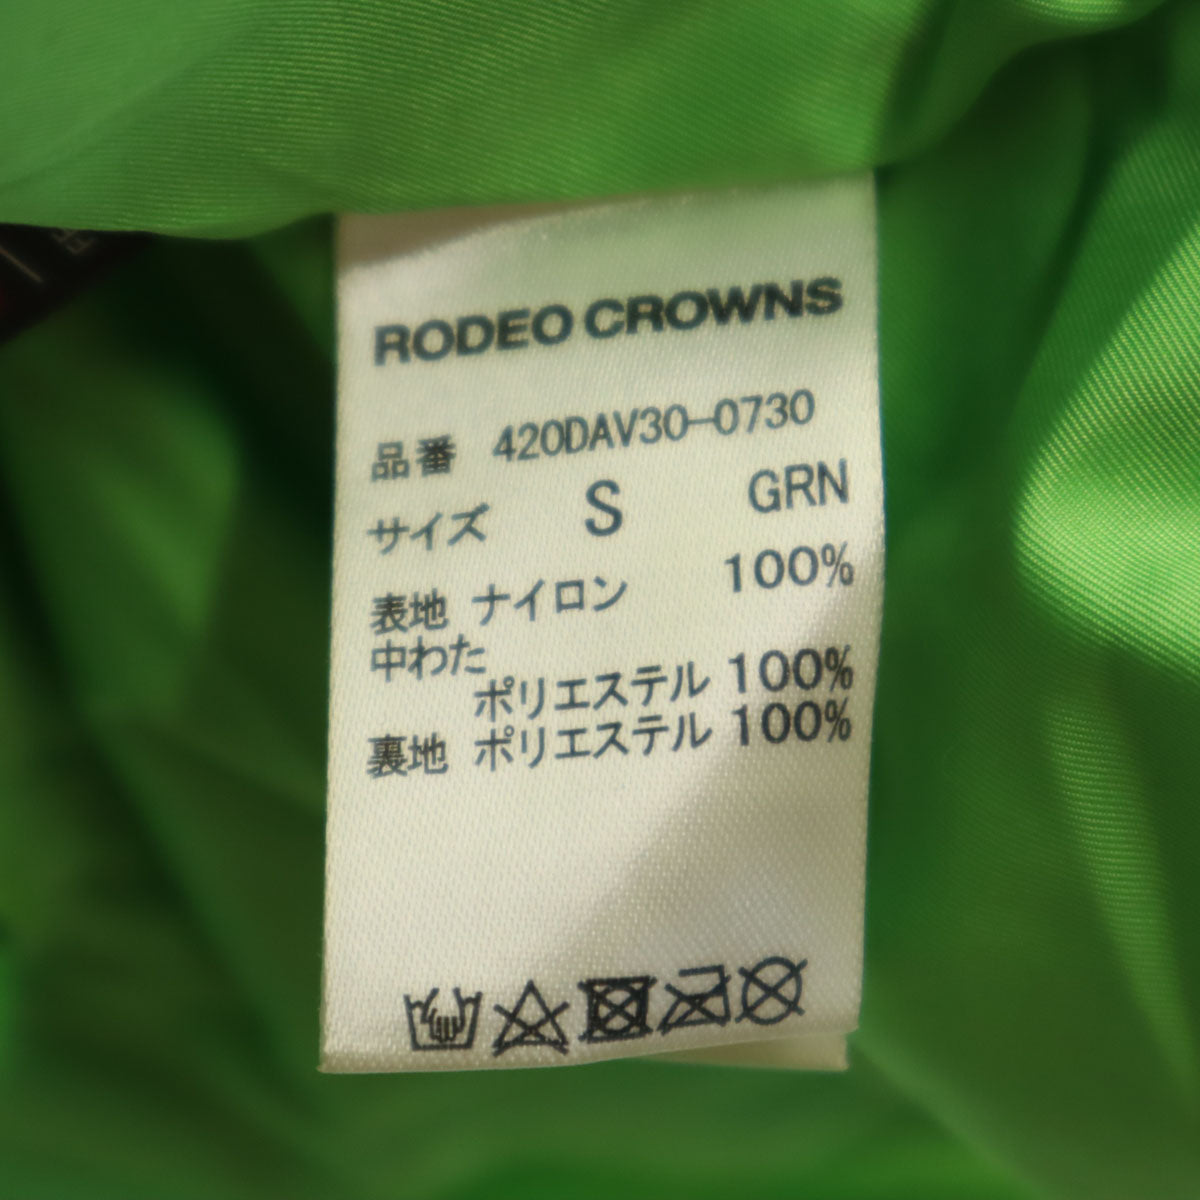 RODEO CROWNS
品番 420DAV30-0730
サイズ S GRN
表地 ナイロン 100%
中わた
ポリエステル 100%
裏地 ポリエステル 100%